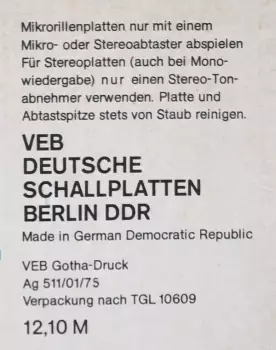 Mikrorillenplatten nur mit einem
Mikro- oder Stereoabtaster abspielen
Für Stereoplatten (auch bei Mono-
wiedergabe) nur einen Stereo-Ton-
abnehmer verwenden. Platte und
Abtastspitze stets von Staub reinigen.
VEB
DEUTSCHE
SCHALLPLATTEN
BERLIN DDR
Made in German Democratic Republic
VEB Gotha-Druck
Ag 511/01/75
Verpackung nach TGL 10609
12,10 M